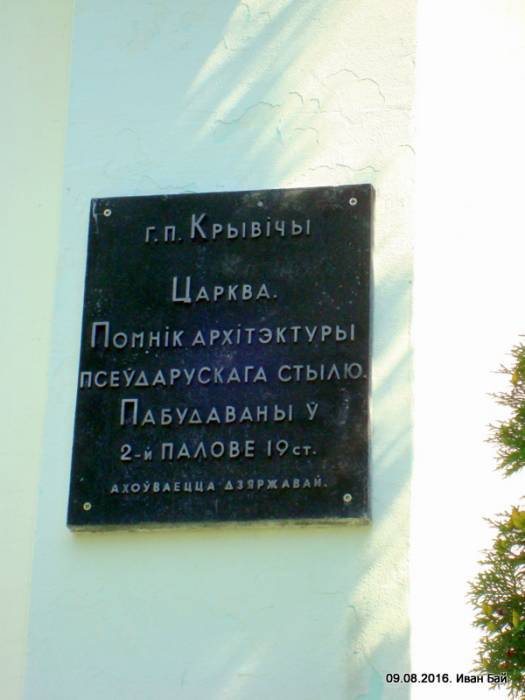 г.п. Крывічы
Царква.
Помнік архітэктуры
псеўдарускага стылю.
Пабудаваны ў
2-й палове 19 ст.
Ахоўваецца дзяржавай.
09.08.2016. Иван Бай